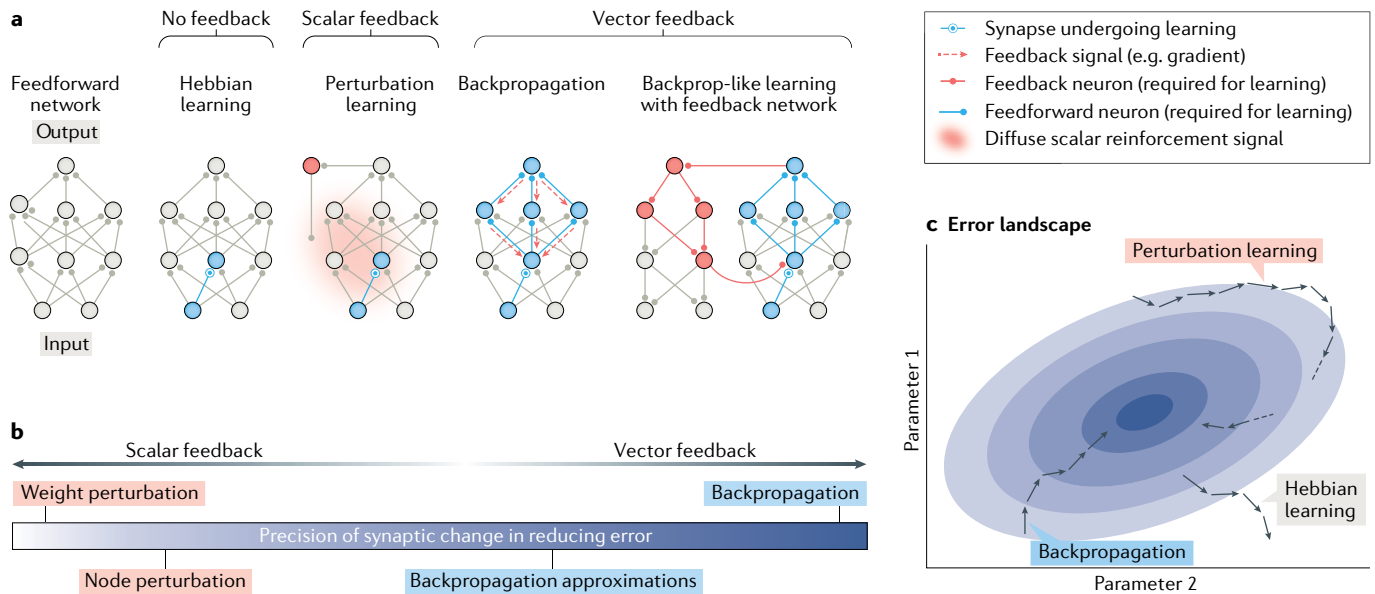 a
No feedback
Scalar feedback
Vector feedback
Feedforward
network
Hebbian
learning
Perturbation
learning
Backpropagation
Backprop-like learning
with feedback network
Output
Input
Synapse undergoing learning
Feedback signal (e.g. gradient)
Feedback neuron (required for learning)
Feedforward neuron (required for learning)
Diffuse scalar reinforcement signal
b
Scalar feedback
Vector feedback
Weight perturbation
Backpropagation
Precision of synaptic change in reducing error
Node perturbation
Backpropagation approximations
c Error landscape
Perturbation learning
Parameter 1
Hebbian
learning
Backpropagation
Parameter 2